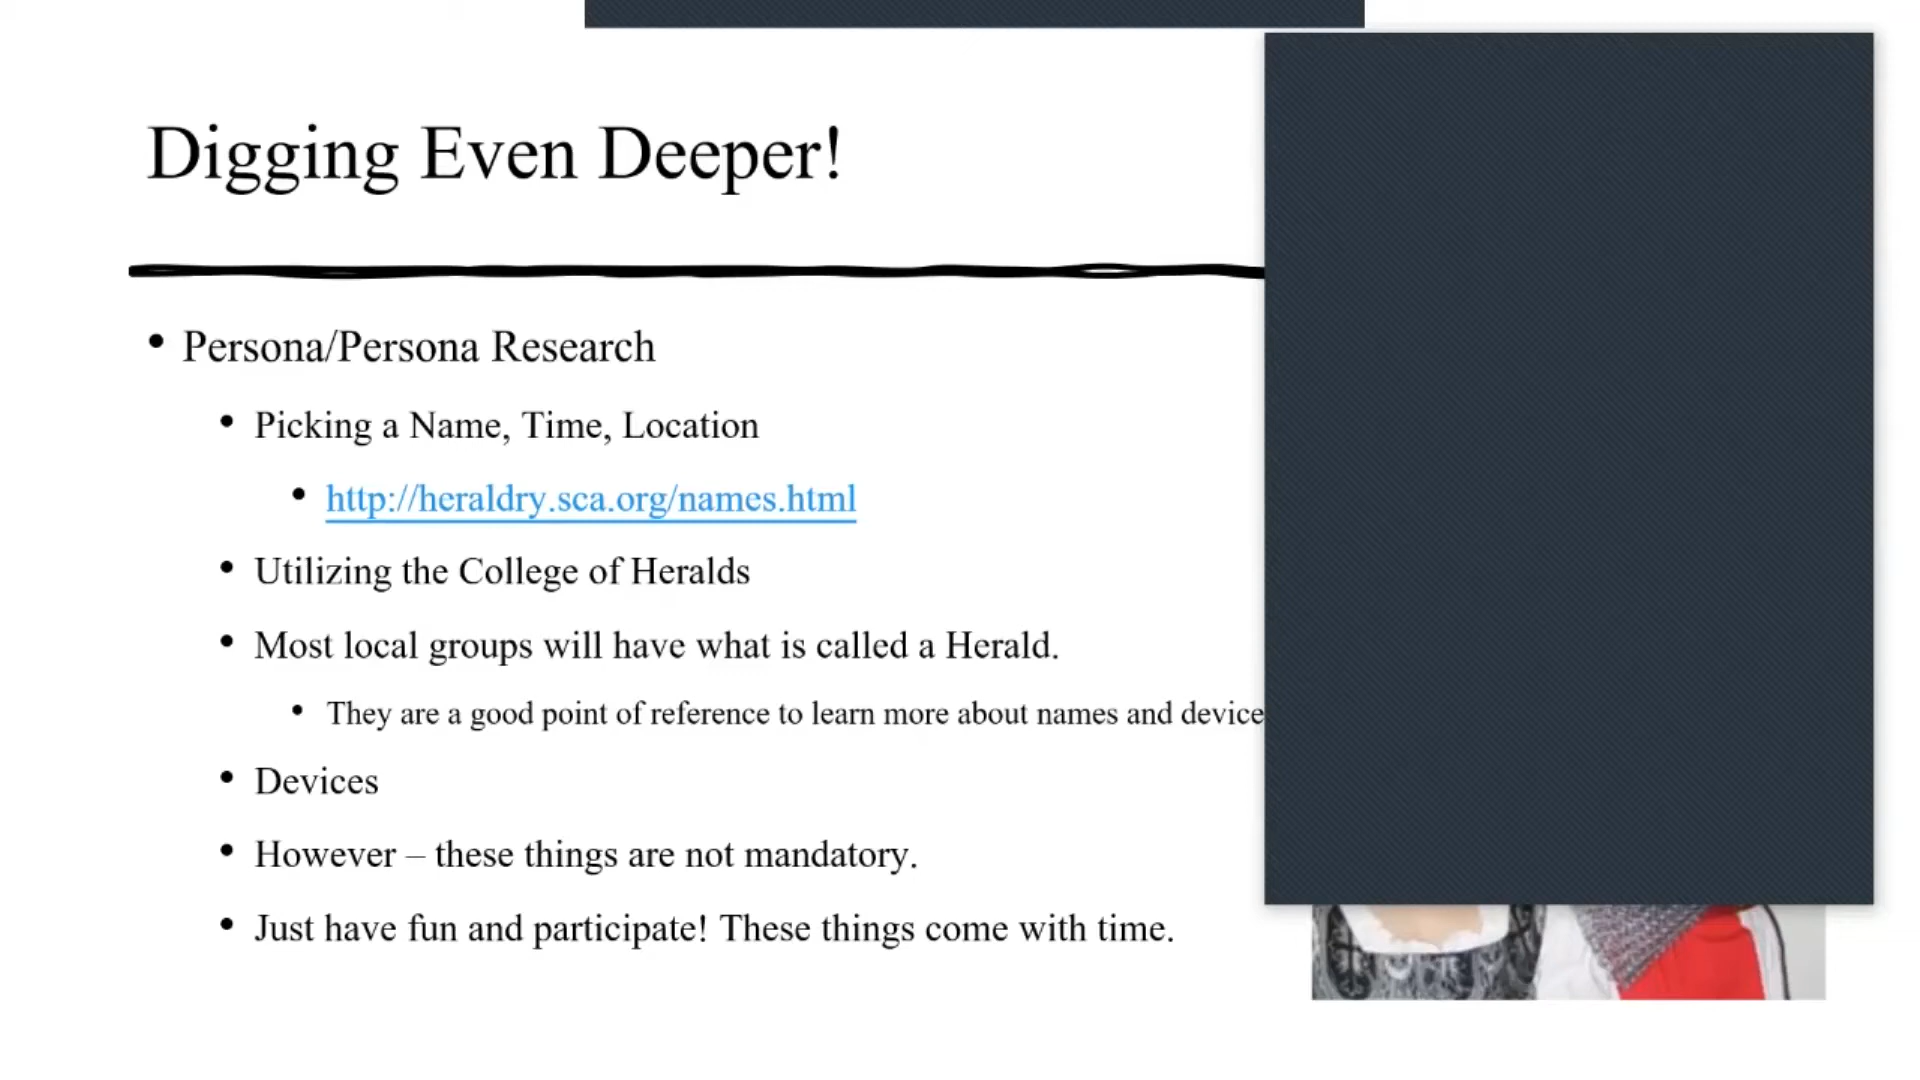 Digging Even Deeper!
• Persona/Persona Research
• Picking a Name, Time, Location
• http://heraldry.sca.org/names.html
• Utilizing the College of Heralds
• Most local groups will have what is called a Herald.
• They are a good point of reference to learn more about names and device
• Devices
• However – these things are not mandatory.
• Just have fun and participate! These things come with time.